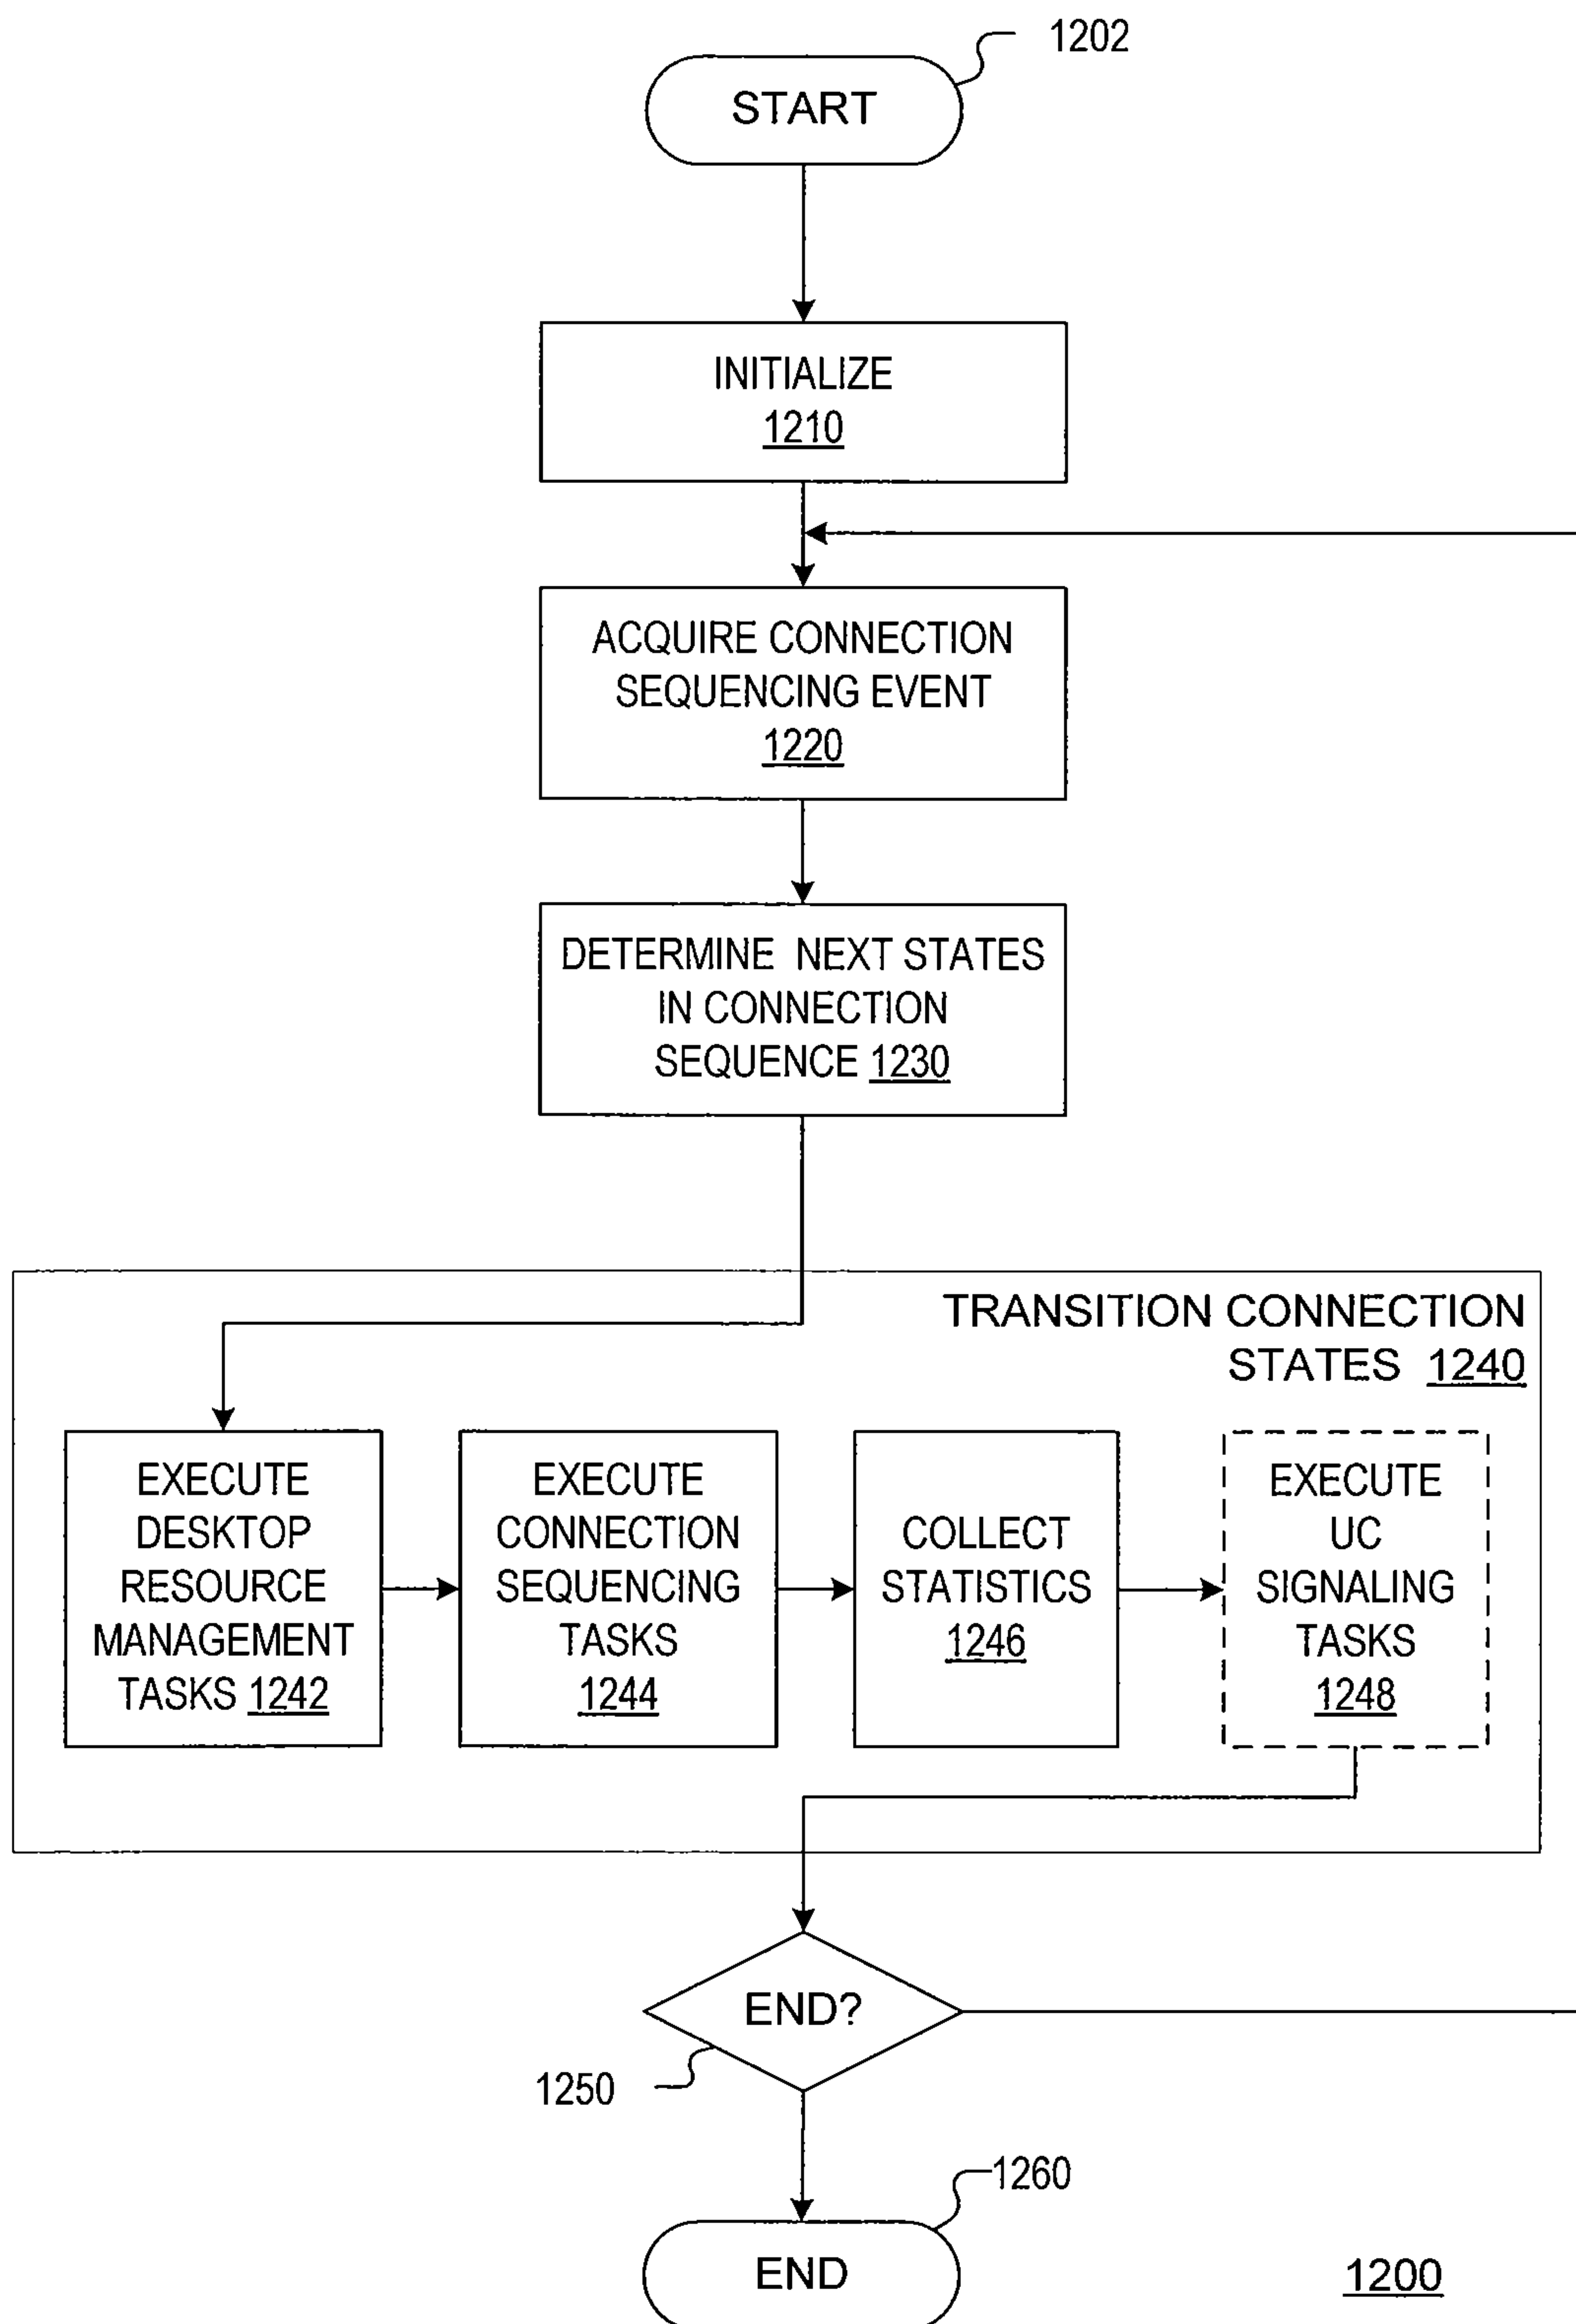 1202
START
INITIALIZE
1210
ACQUIRE CONNECTION
SEQUENCING EVENT
1220
DETERMINE NEXT STATES
IN CONNECTION
SEQUENCE 1230
TRANSITION CONNECTION
STATES 1240
EXECUTE
DESKTOP
RESOURCE
MANAGEMENT
TASKS 1242
EXECUTE
CONNECTION
SEQUENCING
TASKS
1244
COLLECT
STATISTICS
1246
EXECUTE
UC
SIGNALING
TASKS
1248
END?
1250
1260
END
1200